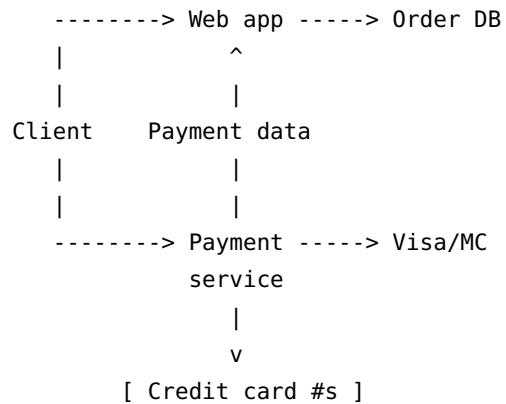 --------> Web app -----> Order DB
|              ^
|              |
Client    Payment data
|              |
|              |
--------> Payment -----> Visa/MC
service
|
v
[ Credit card #s ]